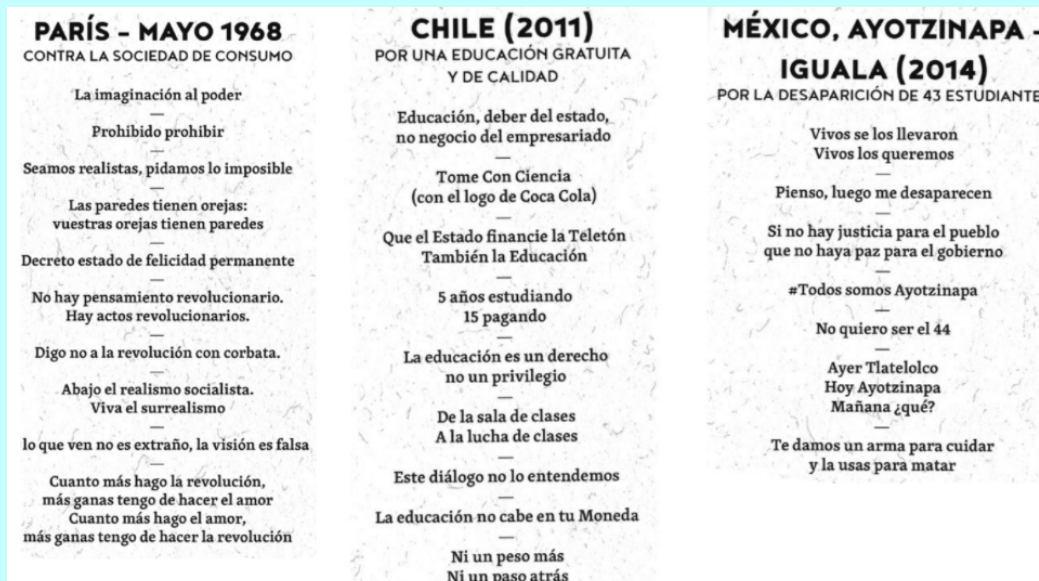 PARÍS – MAYO 1968
CONTRA LA SOCIEDAD DE CONSUMO
La imaginación al poder
—
Prohibido prohibir
—
Seamos realistas, pidamos lo imposible
—
Las paredes tienen orejas:
vuestras orejas tienen paredes
—
Decreto estado de felicidad permanente
—
No hay pensamiento revolucionario.
Hay actos revolucionarios.
—
Digo no a la revolución con corbata.
—
Abajo el realismo socialista.
Viva el surrealismo
—
lo que ven no es extraño, la visión es falsa
—
Cuanto más hago la revolución,
más ganas tengo de hacer el amor
Cuanto más hago el amor,
más ganas tengo de hacer la revolución
CHILE (2011)
POR UNA EDUCACIÓN GRATUITA
Y DE CALIDAD
Educación, deber del estado,
no negocio del empresariado
—
Tome Con Ciencia
(con el logo de Coca Cola)
—
Que el Estado financie la Teletón
También la Educación
—
5 años estudiando
15 pagando
—
La educación es un derecho
no un privilegio
—
De la sala de clases
A la lucha de clases
—
Este diálogo no lo entendemos
—
La educación no cabe en tu Moneda
—
Ni un peso más
Ni un paso atrás
MÉXICO, AYOTZINAPA –
IGUALA (2014)
POR LA DESAPARICIÓN DE 43 ESTUDIANTE
Vivos se los llevaron
Vivos los queremos
—
Pienso, luego me desaparecen
—
Si no hay justicia para el pueblo
que no haya paz para el gobierno
—
#Todos somos Ayotzinapa
—
No quiero ser el 44
—
Ayer Tlatelolco
Hoy Ayotzinapa
Mañana ¿qué?
—
Te damos un arma para cuidar
y la usas para matar